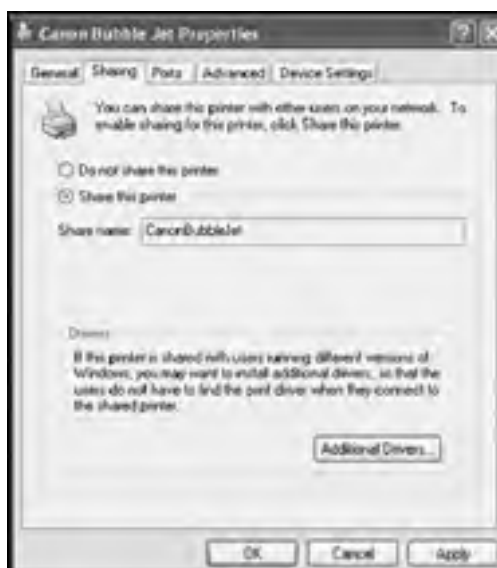 Canon Bubble Jet Properties
General Sharing Ports Advanced Device Settings
You can share this printer with other users on your network. To
enable sharing for this printer, click Share this printer.
Do not share this printer
Share this printer
Share name: CanonBubbleJet
Drivers
If this printer is shared with users running different versions of
Windows, you may want to install additional drivers, so that the
users do not have to find the print driver when they connect to
the shared printer.
Additional Drivers...
OK Cancel Apply